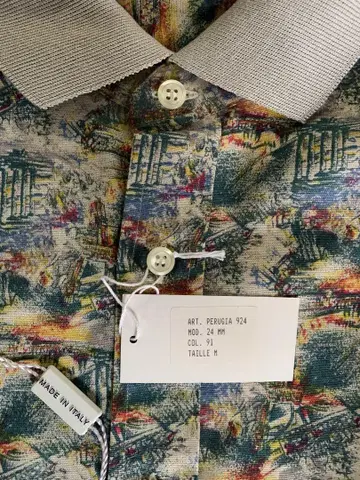 ART. PERUGIA 924
MOD. 24 MM
COL. 91
TAILLE M
MADE IN ITALY